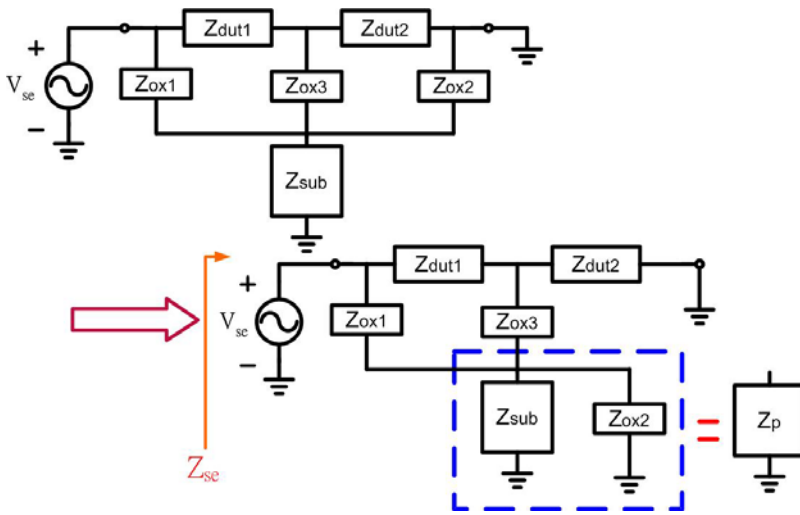 Zdut1 Zdut2
+
Vse
Zox1 Zox3 Zox2
−
Zsub
Zdut1 Zdut2
+
Vse
Zox1 Zox3
−
Zsub Zox2 = Zp
Zse